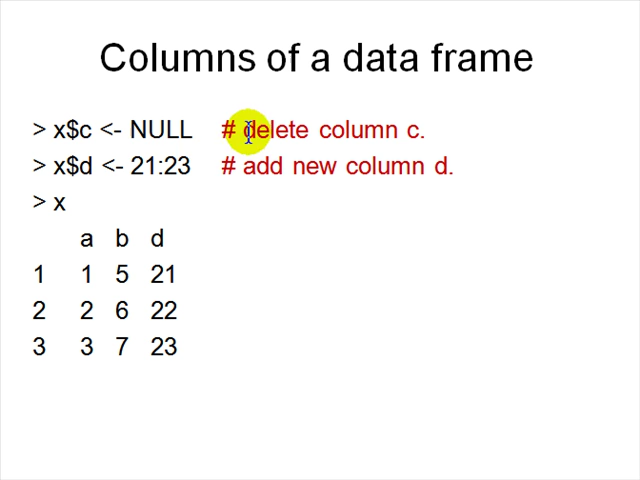 Columns of a data frame
> x$c <- NULL # delete column c.
> x$d <- 21:23 # add new column d.
> x
a b d
1 1 5 21
2 2 6 22
3 3 7 23